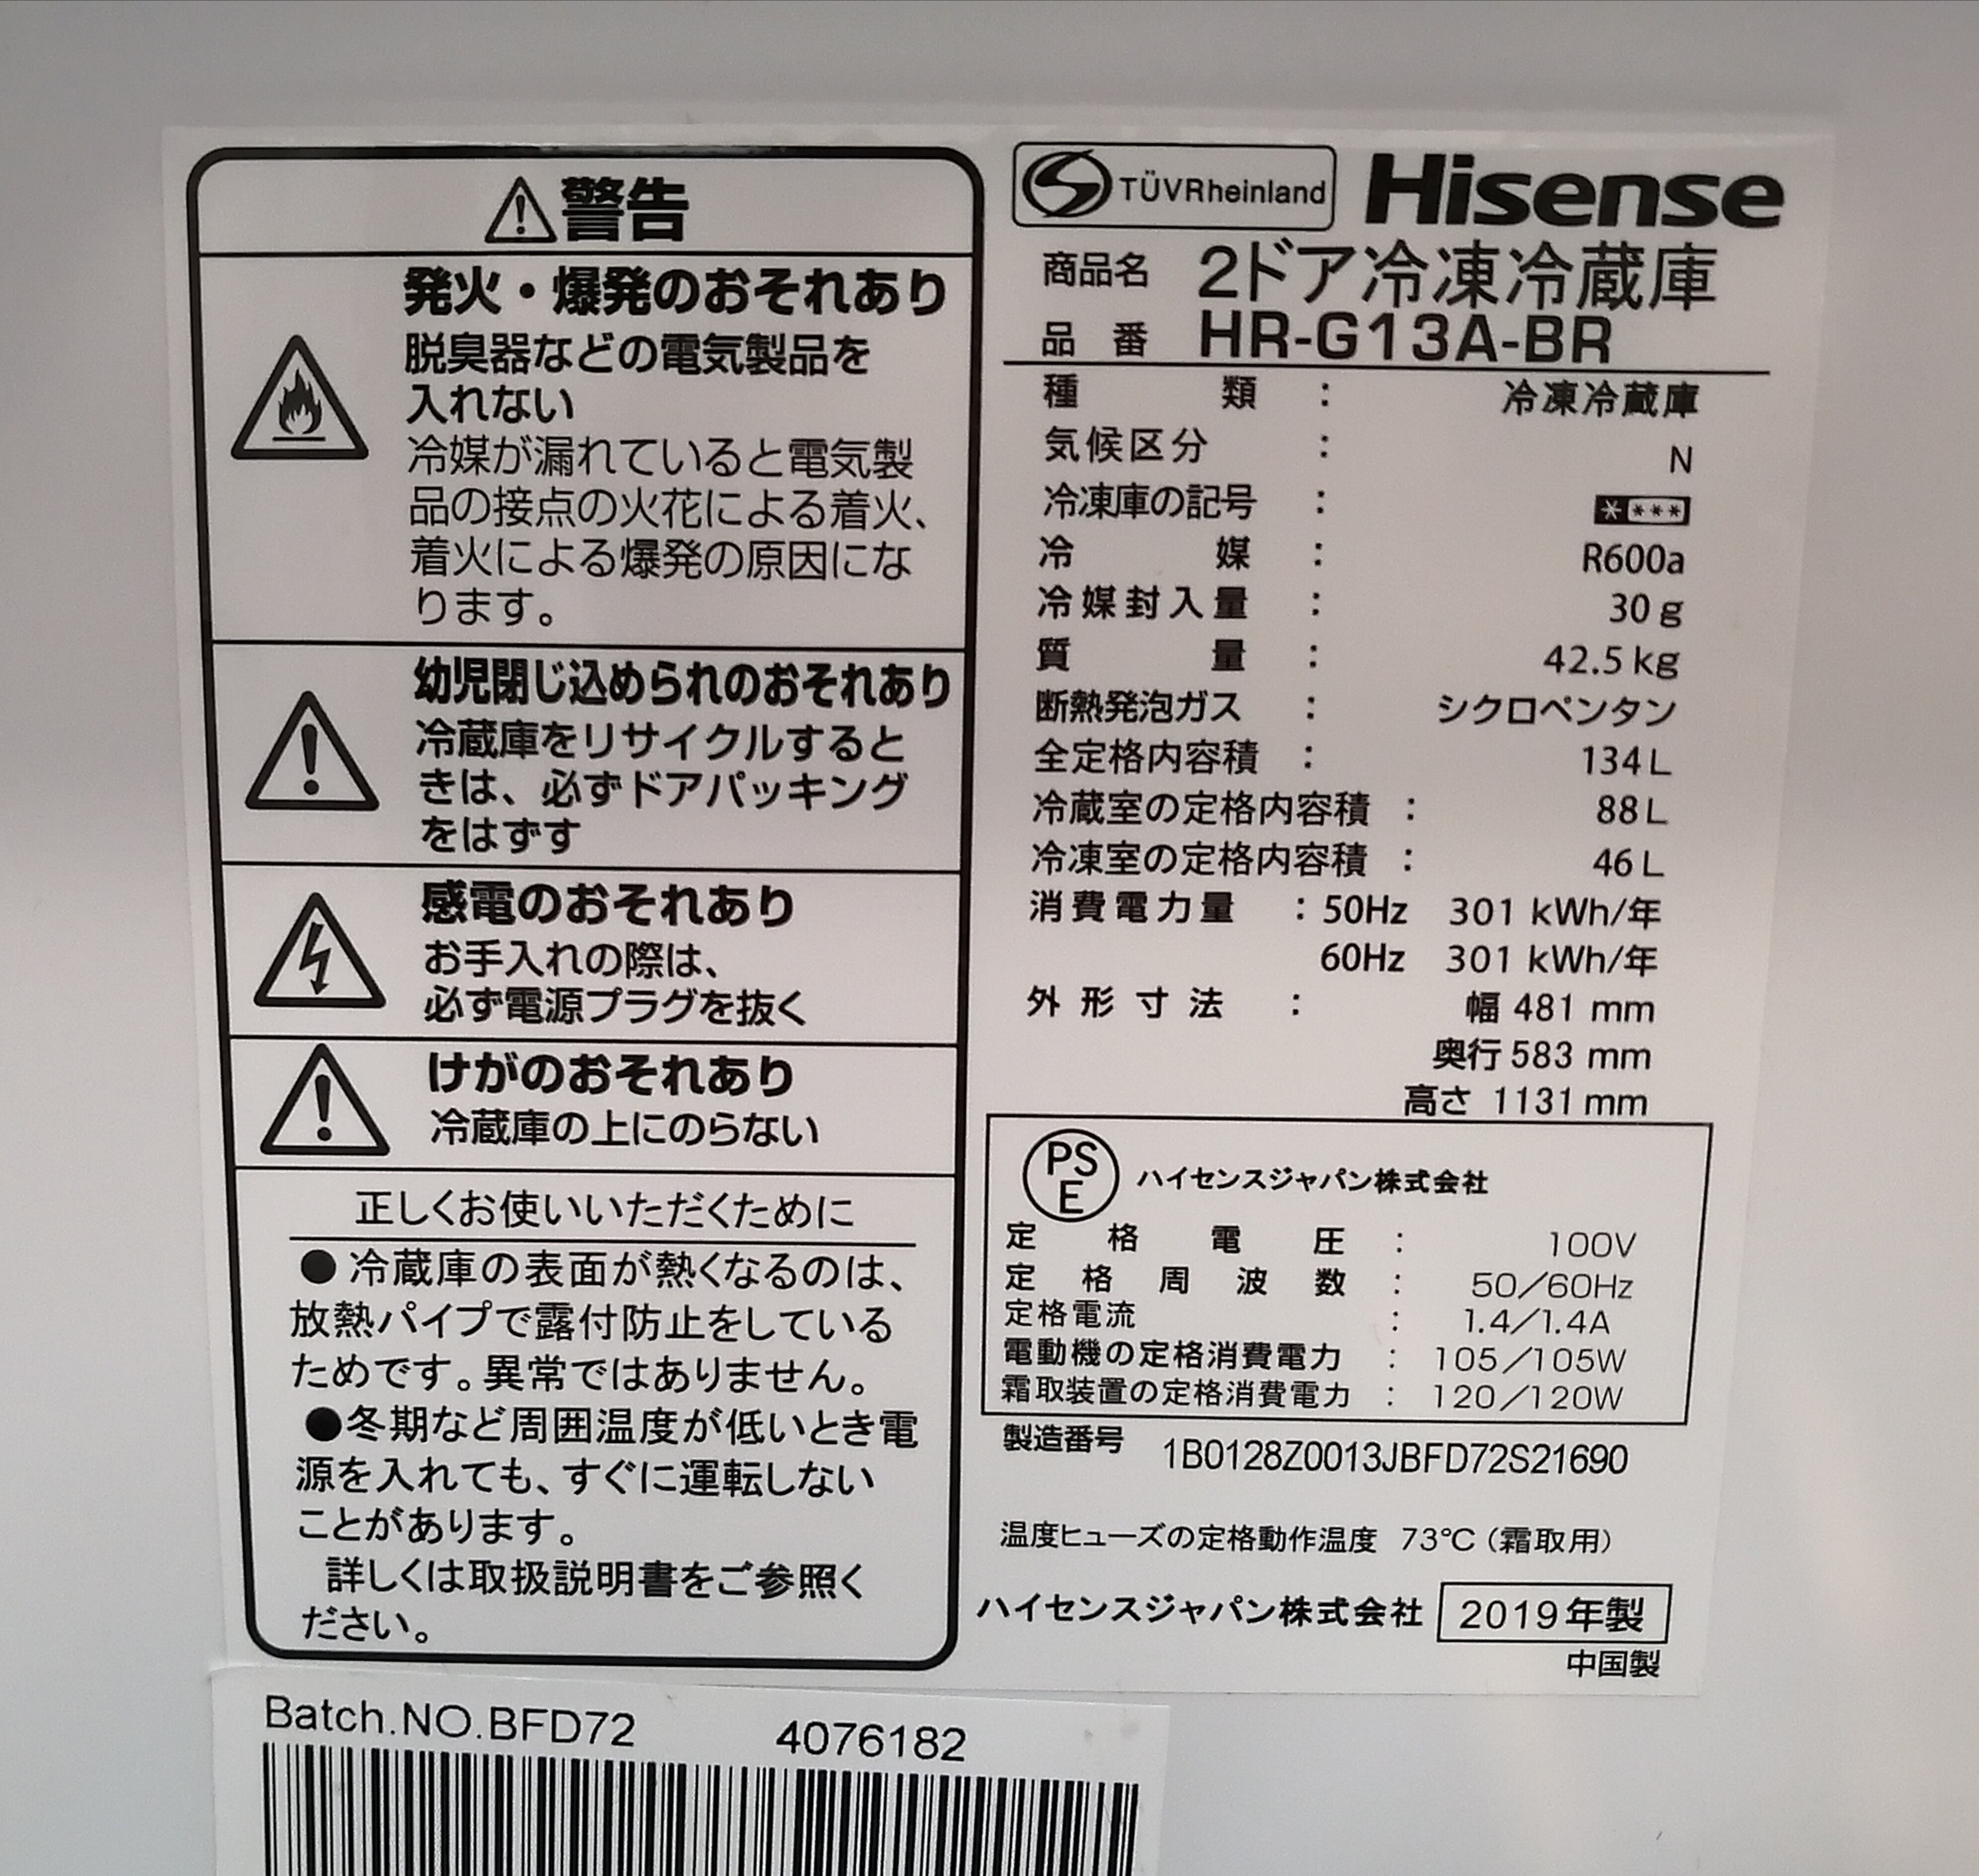 ⚠警告
発火・爆発のおそれあり
脱臭器などの電気製品を
入れない
冷媒が漏れていると電気製
品の接点の火花による着火、
着火による爆発の原因にな
ります。
幼児閉じ込められのおそれあり
冷蔵庫をリサイクルすると
きは、必ずドアパッキング
をはずす
感電のおそれあり
お手入れの際は、
必ず電源プラグを抜く
けがのおそれあり
冷蔵庫の上にのらない
正しくお使いいただくために
●冷蔵庫の表面が熱くなるのは、
放熱パイプで露付防止をしている
ためです。異常ではありません。
●冬期など周囲温度が低いとき電
源を入れても、すぐに運転しない
ことがあります。
詳しくは取扱説明書をご参照く
ださい。
TÜVRheinland Hisense
商品名 2ドア冷凍冷蔵庫
品番 HR-G13A-BR
種類： 冷凍冷蔵庫
気候区分： N
冷凍庫の記号： ****
冷媒： R600a
冷媒封入量： 30g
質量： 42.5kg
断熱発泡ガス： シクロペンタン
全定格内容積： 134L
冷蔵室の定格内容積： 88L
冷凍室の定格内容積： 46L
消費電力量：50Hz 301 kWh/年
60Hz 301 kWh/年
外形寸法： 幅 481 mm
奥行 583 mm
高さ 1131 mm
PS
E ハイセンスジャパン株式会社
定格電圧： 100V
定格周波数： 50/60Hz
定格電流： 1.4/1.4A
電動機の定格消費電力： 105/105W
霜取装置の定格消費電力： 120/120W
製造番号 1B0128Z0013JBFD72S21690
温度ヒューズの定格動作温度 73℃（霜取用）
ハイセンスジャパン株式会社 2019年製
中国製
Batch.NO.BFD72 4076182